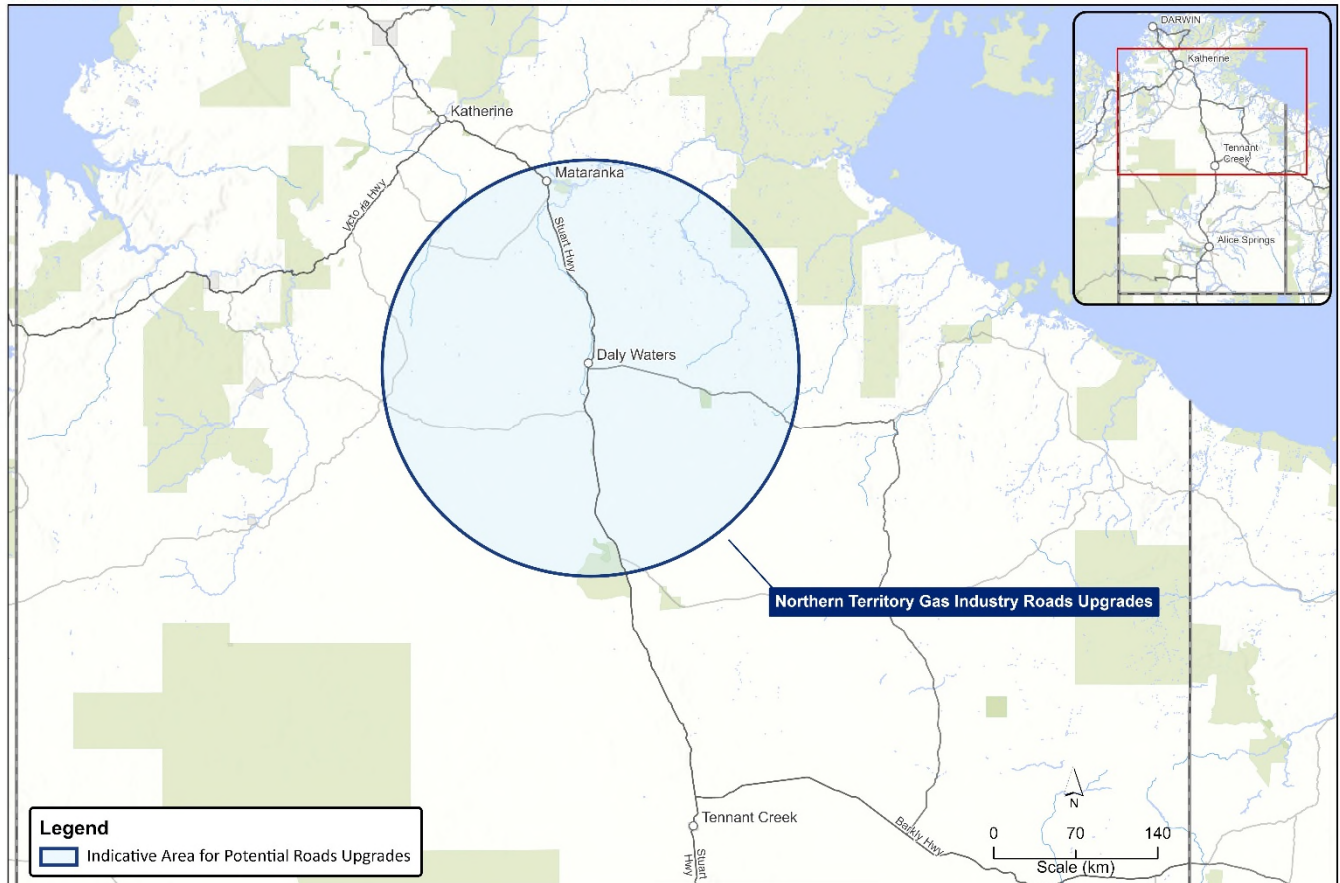 DARWIN
Katherine
Tennant
Creek
Alice Springs
Katherine
Mataranka
Victoria Hwy
Stuart Hwy
Daly Waters
Northern Territory Gas Industry Roads Upgrades
N
0 70 140
Scale (km)
Tennant Creek
Barkly Hwy
Stuart
Hwy
Legend
Indicative Area for Potential Roads Upgrades